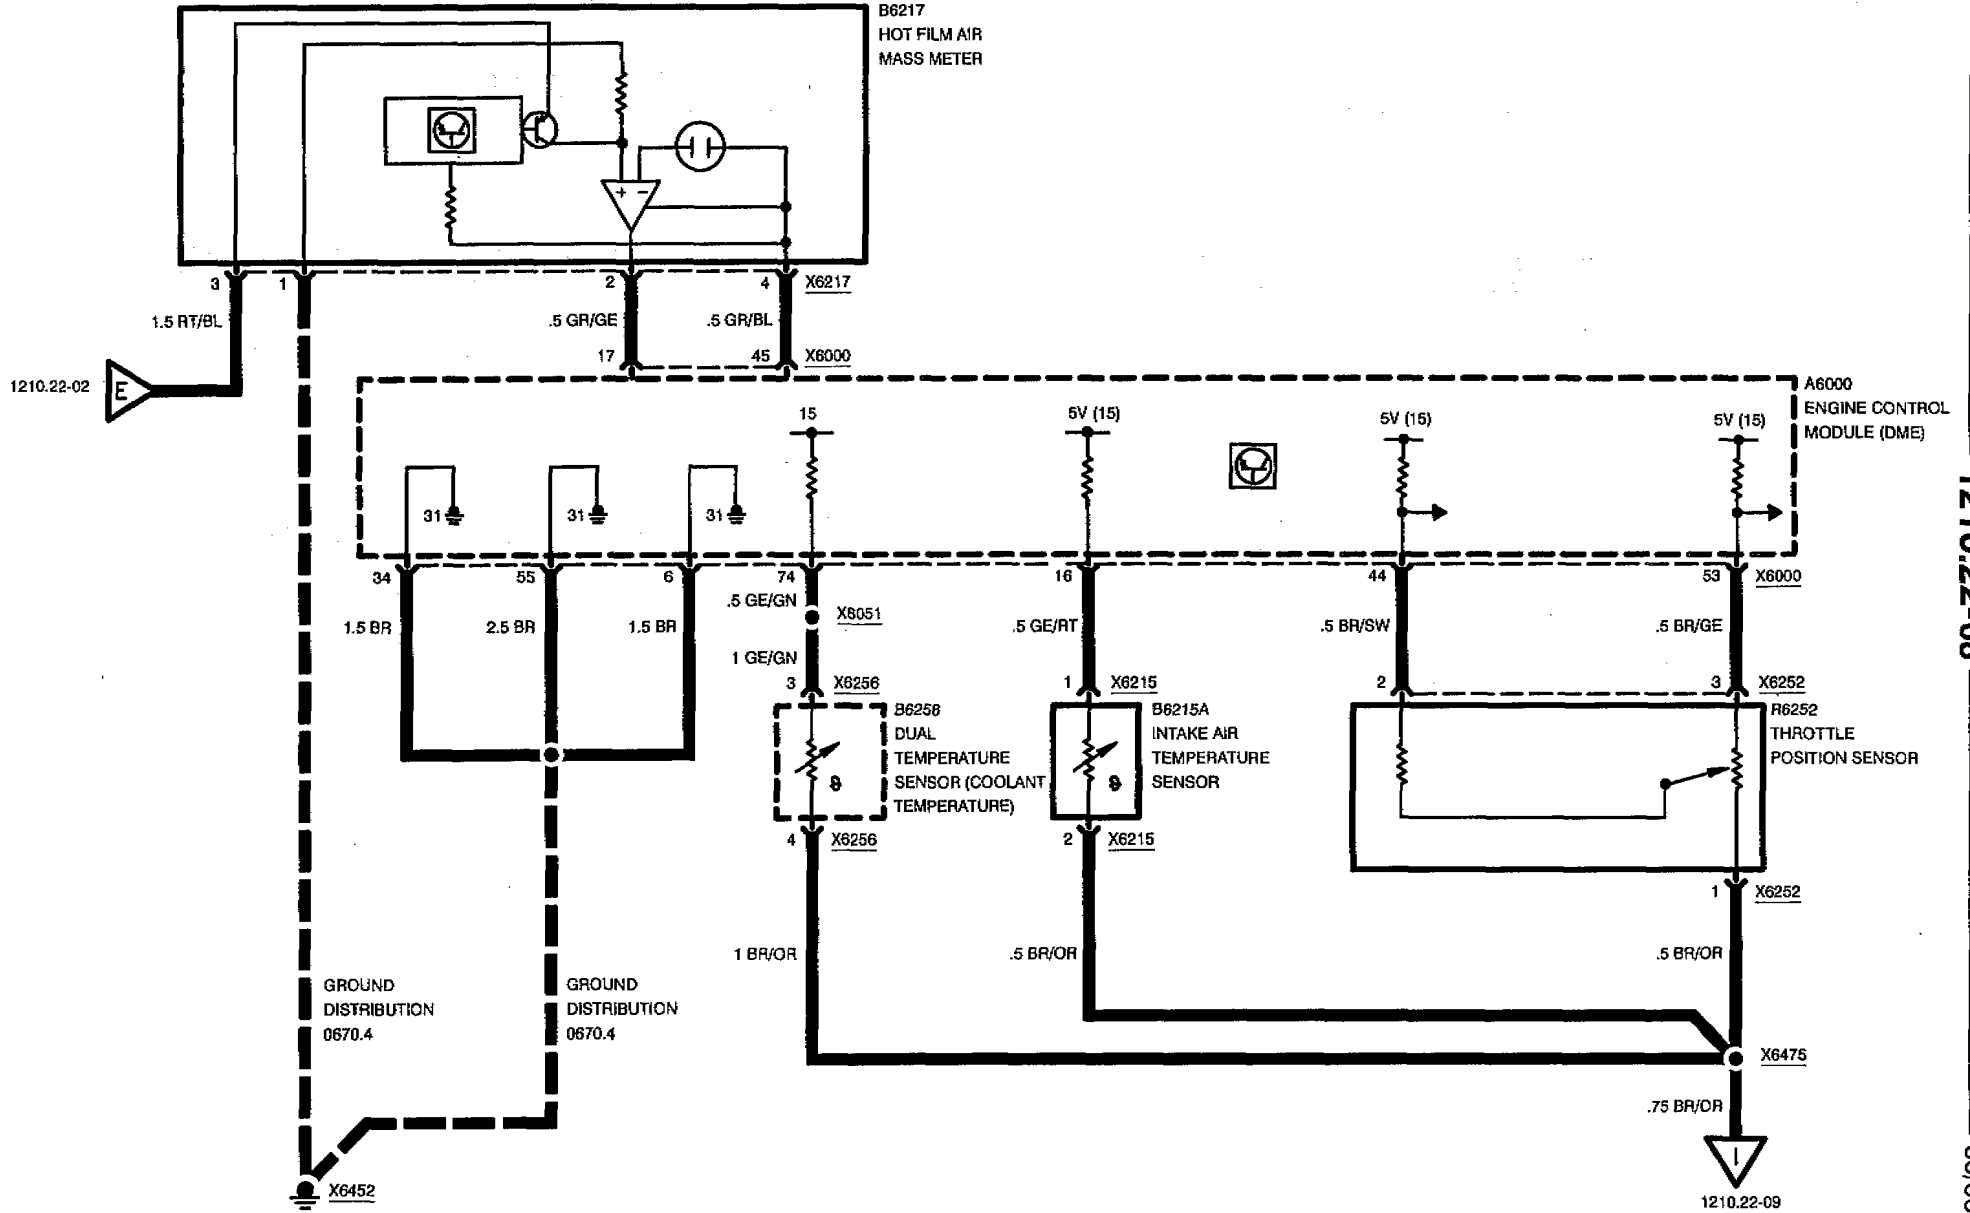 B6217
HOT FILM AIR
MASS METER
+ -
3
1
2
4
X6217
1.5 RT/BL
.5 GR/GE
.5 GR/BL
17
45
X6000
1210.22-02
E
A6000
ENGINE CONTROL
MODULE (DME)
15
5V (15)
5V (15)
5V (15)
31
31
31
34
55
6
74
16
44
53
X6000
.5 GE/GN
X8051
1.5 BR
2.5 BR
1.5 BR
.5 GE/RT
.5 BR/SW
.5 BR/GE
1 GE/GN
3
X6256
1
X6215
2
3
X6252
B6258
DUAL
TEMPERATURE
SENSOR (COOLANT
TEMPERATURE)
B6215A
INTAKE AIR
TEMPERATURE
SENSOR
R6252
THROTTLE
POSITION SENSOR
4
X6256
2
X6215
1
X6252
1 BR/OR
.5 BR/OR
.5 BR/OR
GROUND
DISTRIBUTION
0670.4
GROUND
DISTRIBUTION
0670.4
X6475
.75 BR/OR
I
X6452
1210.22-09